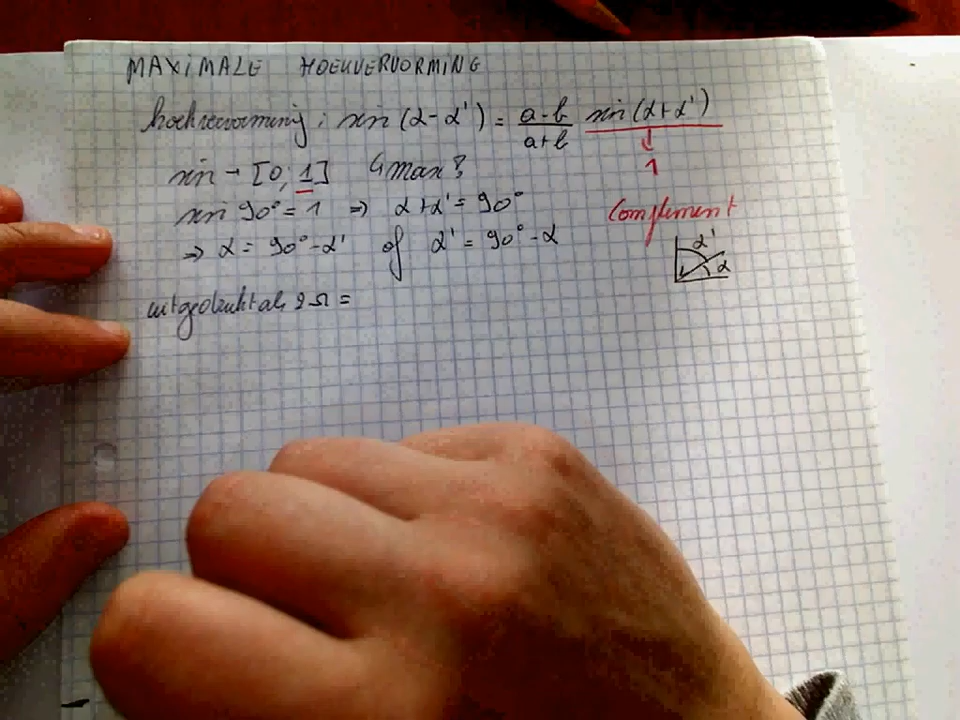 MAXIMALE HOEKVERVORMING
hoekvervorming: sin (α-α') = a-b/a+b sin (α+α')
↓
sin → [0; 1] ↳ max?
1
sin 90° = 1 ⇒ α+α' = 90°
Complement
⇒ α = 90°-α' of α' = 90°-α
α'
α
uitgedrukt als 2Ω =